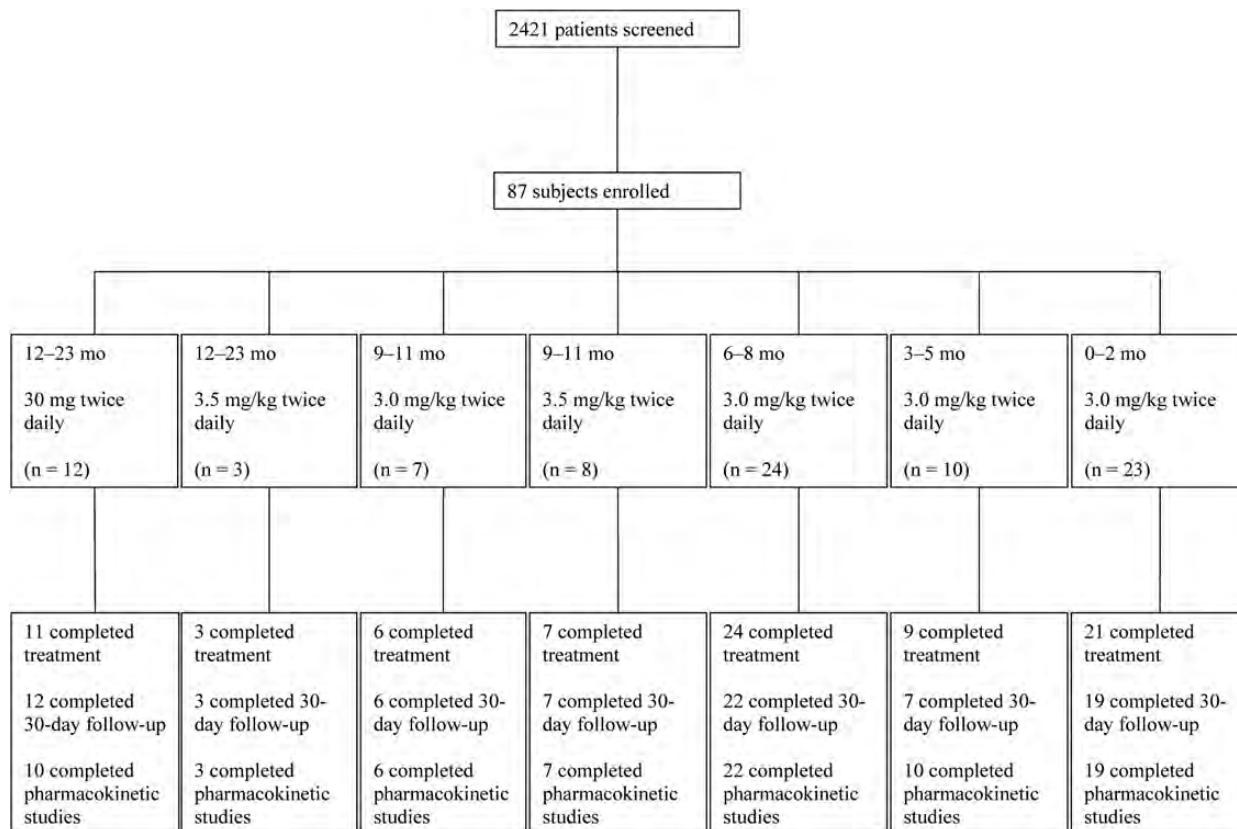 2421 patients screened
87 subjects enrolled
12–23 mo
30 mg twice
daily
(n = 12)
12–23 mo
3.5 mg/kg twice
daily
(n = 3)
9–11 mo
3.0 mg/kg twice
daily
(n = 7)
9–11 mo
3.5 mg/kg twice
daily
(n = 8)
6–8 mo
3.0 mg/kg twice
daily
(n = 24)
3–5 mo
3.0 mg/kg twice
daily
(n = 10)
0–2 mo
3.0 mg/kg twice
daily
(n = 23)
11 completed
treatment
12 completed
30-day follow-up
10 completed
pharmacokinetic
studies
3 completed
treatment
3 completed 30-
day follow-up
3 completed
pharmacokinetic
studies
6 completed
treatment
6 completed 30-
day follow-up
6 completed
pharmacokinetic
studies
7 completed
treatment
7 completed 30-
day follow-up
7 completed
pharmacokinetic
studies
24 completed
treatment
22 completed 30-
day follow-up
22 completed
pharmacokinetic
studies
9 completed
treatment
7 completed 30-
day follow-up
10 completed
pharmacokinetic
studies
21 completed
treatment
19 completed 30-
day follow-up
19 completed
pharmacokinetic
studies